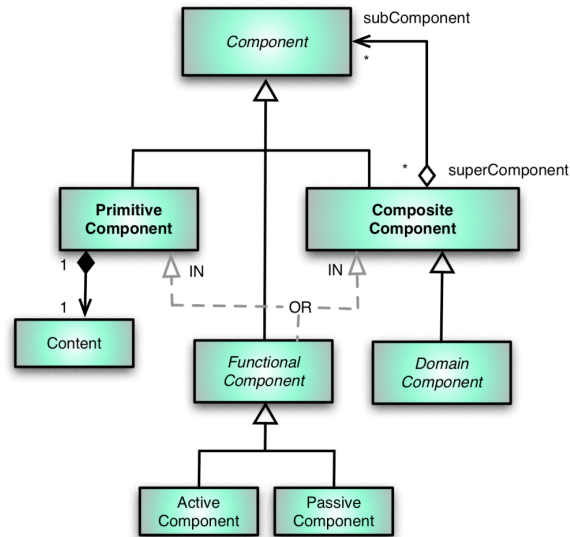 subComponent
Component
*
*
superComponent
Primitive
Component
Composite
Component
1
IN
IN
1
OR
Content
Functional
Component
Domain
Component
Active
Component
Passive
Component